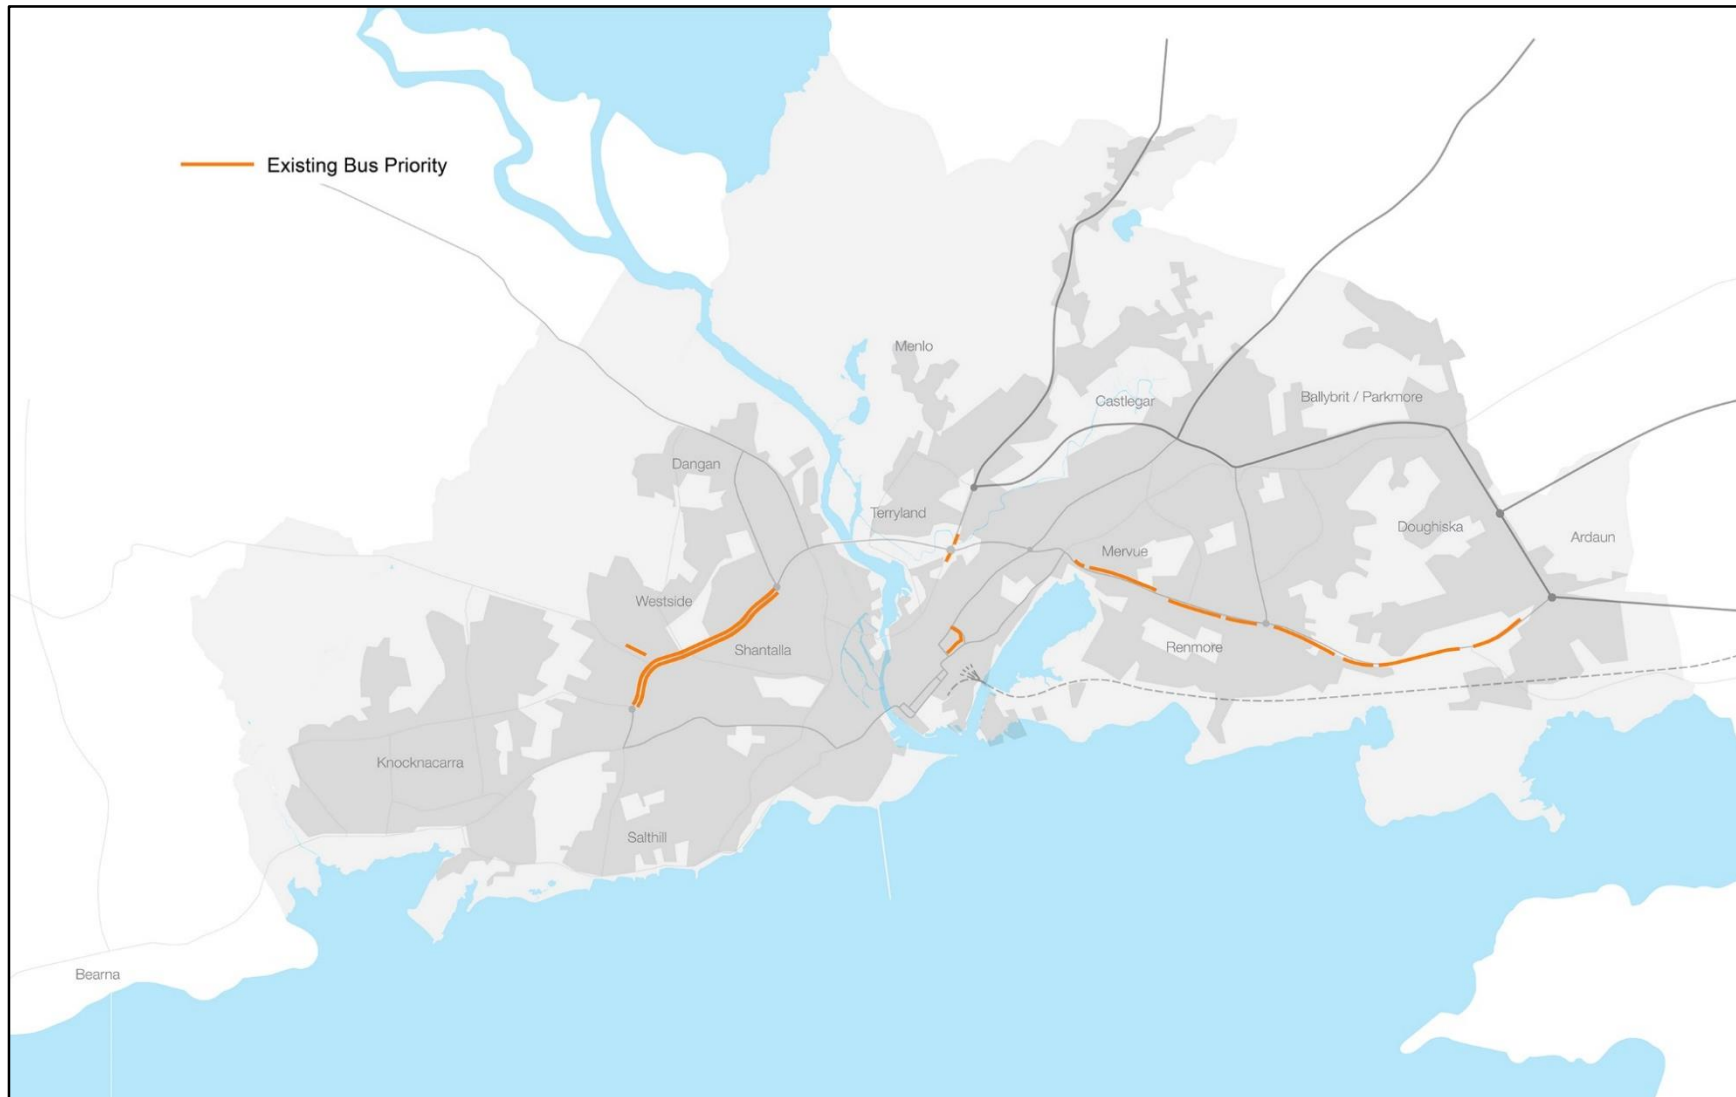 Existing Bus Priority
Menlo
Castlegar
Ballybrit / Parkmore
Dangan
Terryland
Doughiska
Ardaun
Mervue
Westside
Shantalla
Renmore
Knocknacarra
Salthill
Bearna